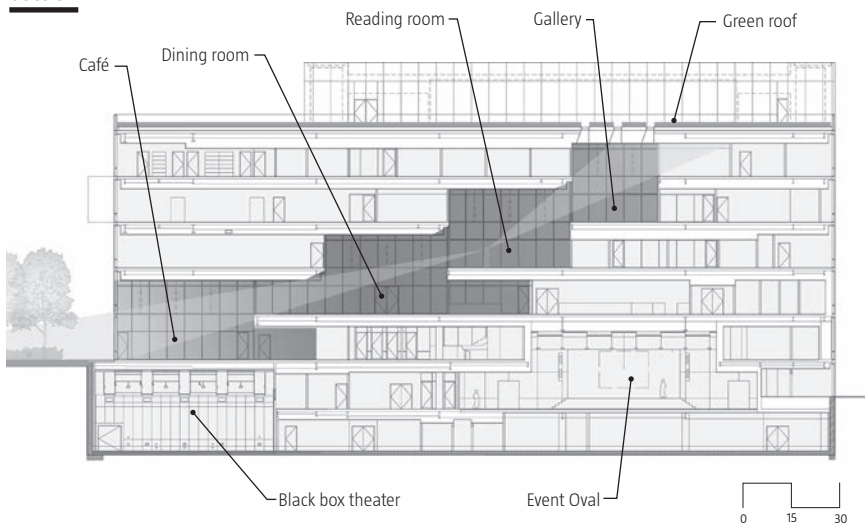 Reading room
Gallery
Green roof
Dining room
Café
Black box theater
Event Oval
0
15
30